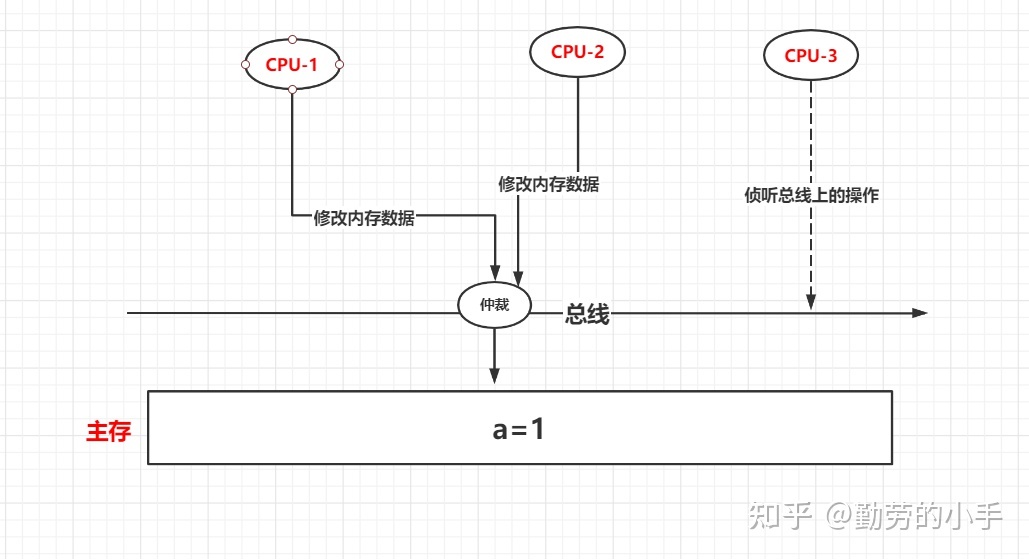 CPU-1
CPU-2
CPU-3
修改内存数据
侦听总线上的操作
修改内存数据
仲裁
总线
主存
a=1
知乎 @勤劳的小手